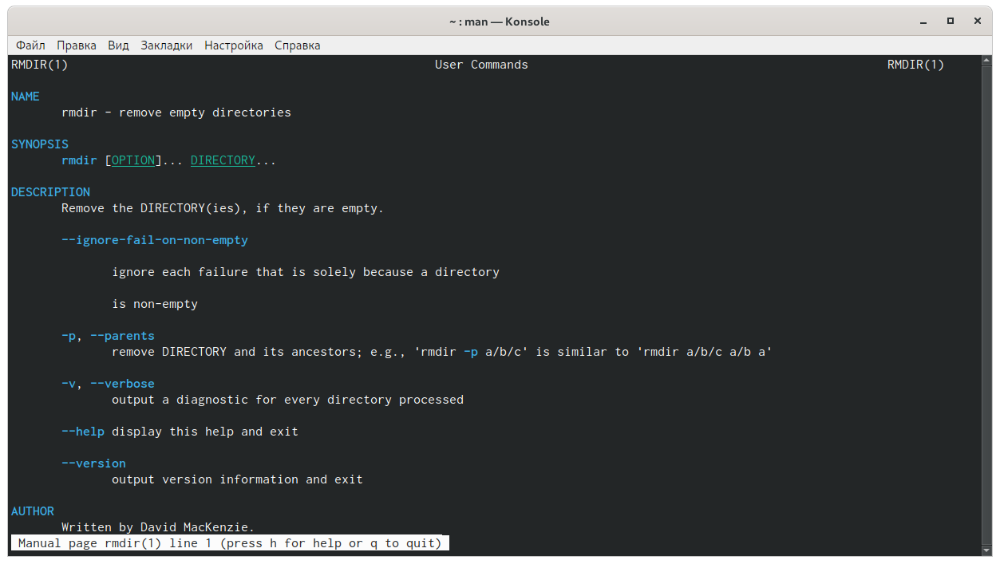 ~ : man — Konsole
Файл Правка Вид Закладки Настройка Справка
RMDIR(1) User Commands RMDIR(1)
NAME
rmdir - remove empty directories
SYNOPSIS
rmdir [OPTION]... DIRECTORY...
DESCRIPTION
Remove the DIRECTORY(ies), if they are empty.
--ignore-fail-on-non-empty
ignore each failure that is solely because a directory
is non-empty
-p, --parents
remove DIRECTORY and its ancestors; e.g., 'rmdir -p a/b/c' is similar to 'rmdir a/b/c a/b a'
-v, --verbose
output a diagnostic for every directory processed
--help display this help and exit
--version
output version information and exit
AUTHOR
Written by David MacKenzie.
Manual page rmdir(1) line 1 (press h for help or q to quit)